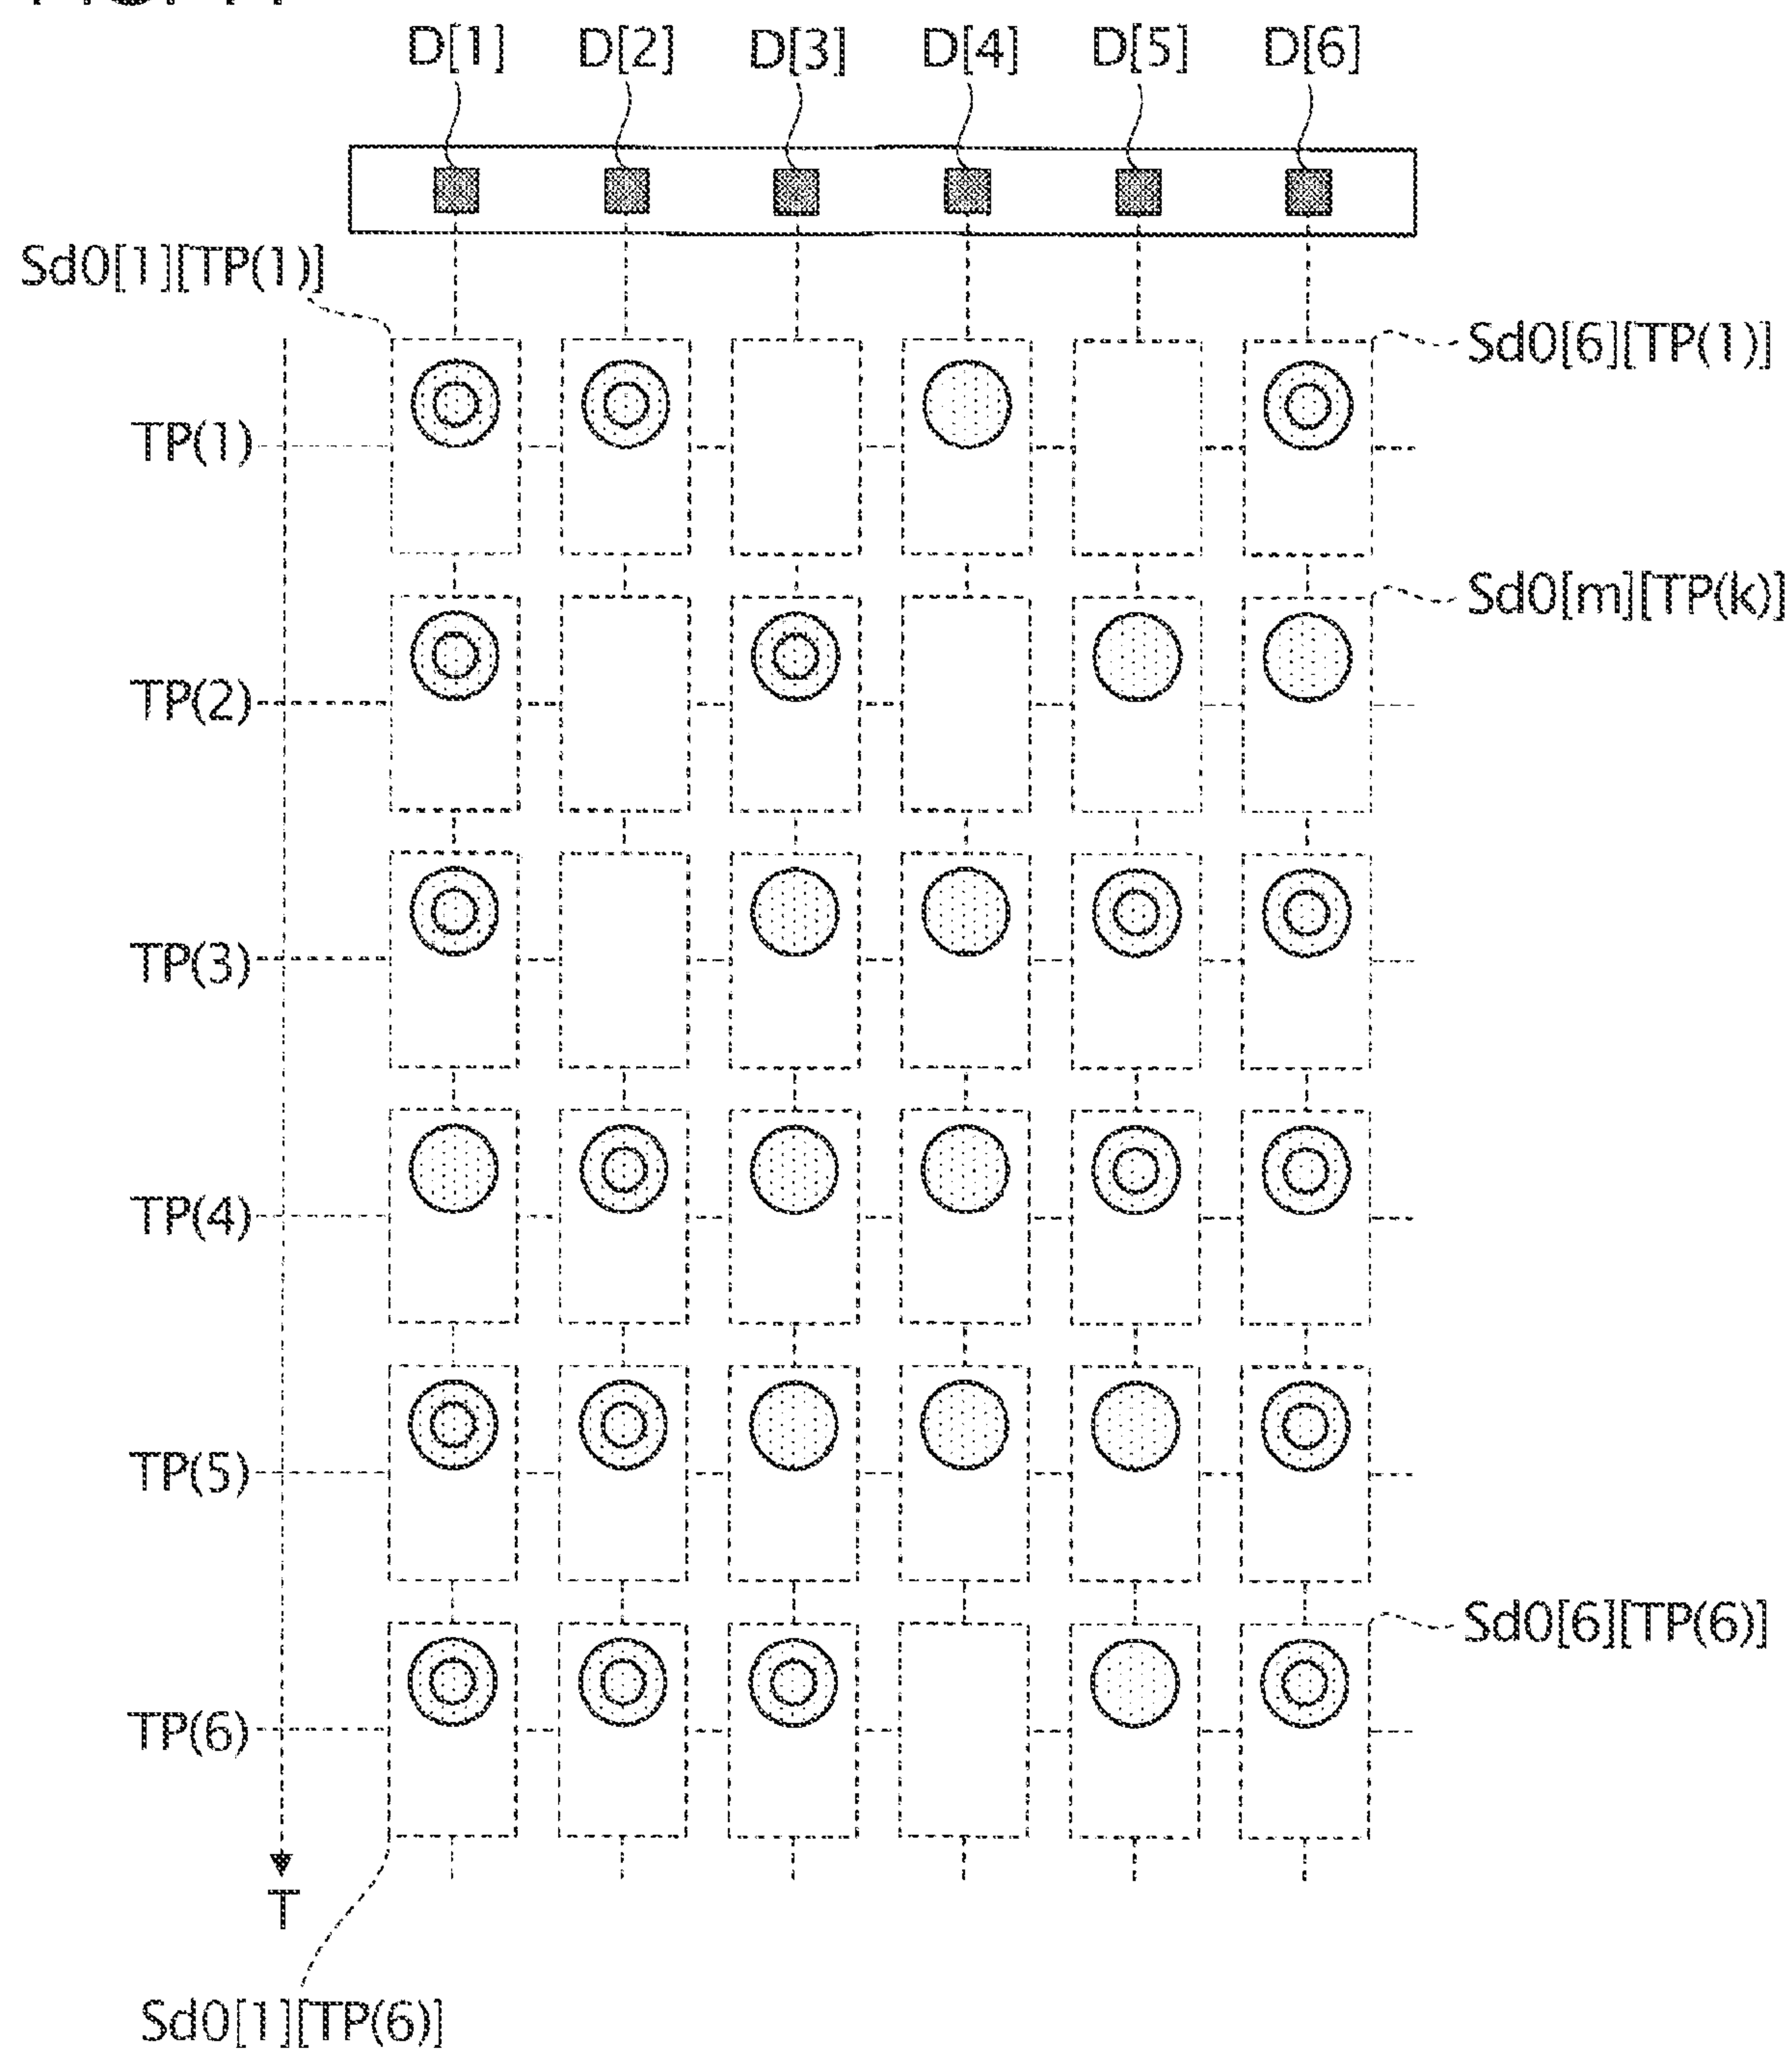 D[1] D[2] D[3] D[4] D[5] D[6]
Sd0[1][TP(1)]
Sd0[6][TP(1)]
TP(1)
Sd0[m][TP(k)]
TP(2)
TP(3)
TP(4)
TP(5)
Sd0[6][TP(6)]
TP(6)
T
Sd0[1][TP(6)]